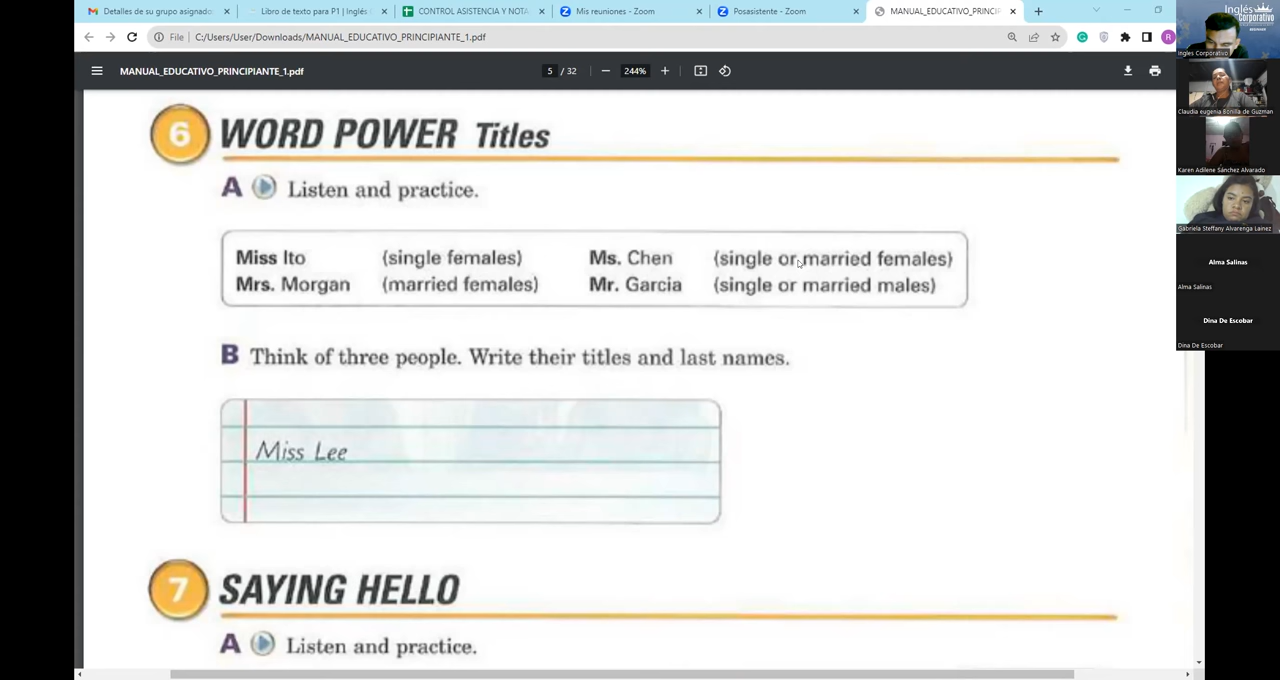 Detalles de su grupo asignado
Libro de texto para P1 | Inglés
CONTROL ASISTENCIA Y NOTA
Mis reuniones - Zoom
Posasistente - Zoom
MANUAL_EDUCATIVO_PRINCIP
File | C:/Users/User/Downloads/MANUAL_EDUCATIVO_PRINCIPIANTE_1.pdf
R
MANUAL_EDUCATIVO_PRINCIPIANTE_1.pdf
5 / 32
244%
6 WORD POWER Titles
A Listen and practice.
Miss Ito (single females) Ms. Chen (single or married females)
Mrs. Morgan (married females) Mr. Garcia (single or married males)
B Think of three people. Write their titles and last names.
Miss Lee
7 SAYING HELLO
A Listen and practice.
Inglés
Corporativo
BEGINNER
Ingles Corporativo
Claudia eugenia Bonilla de Guzman
Karen Adilene Sánchez Alvarado
Gabriela Steffany Alvarenga Lainez
Alma Salinas
Alma Salinas
Dina De Escobar
Dina De Escobar